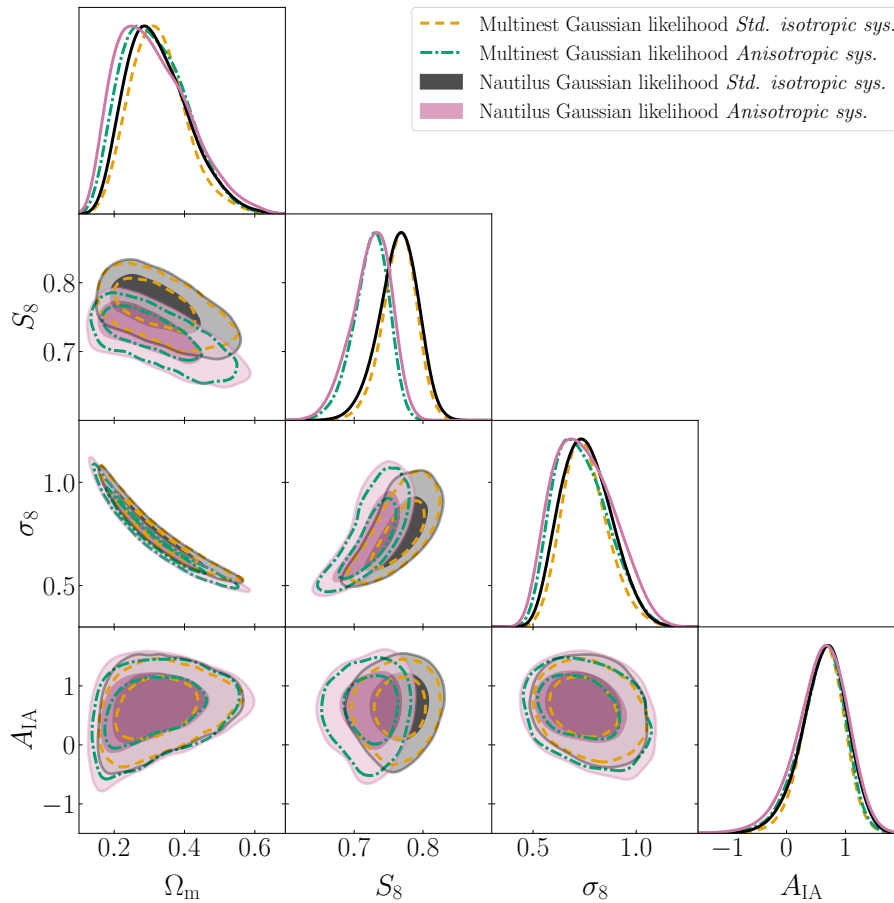 Multinest Gaussian likelihood Std. isotropic sys.
Multinest Gaussian likelihood Anisotropic sys.
Nautilus Gaussian likelihood Std. isotropic sys.
Nautilus Gaussian likelihood Anisotropic sys.
S₈
0.8
0.7
σ₈
1.0
0.5
A_IA
1
0
−1
0.2 0.4 0.6 0.7 0.8 0.5 1.0 −1 0 1
Ωₘ S₈ σ₈ A_IA